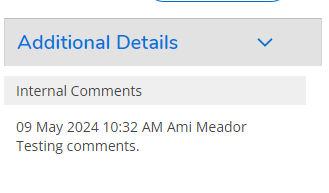 Additional Details
Internal Comments
09 May 2024 10:32 AM Ami Meador
Testing comments.